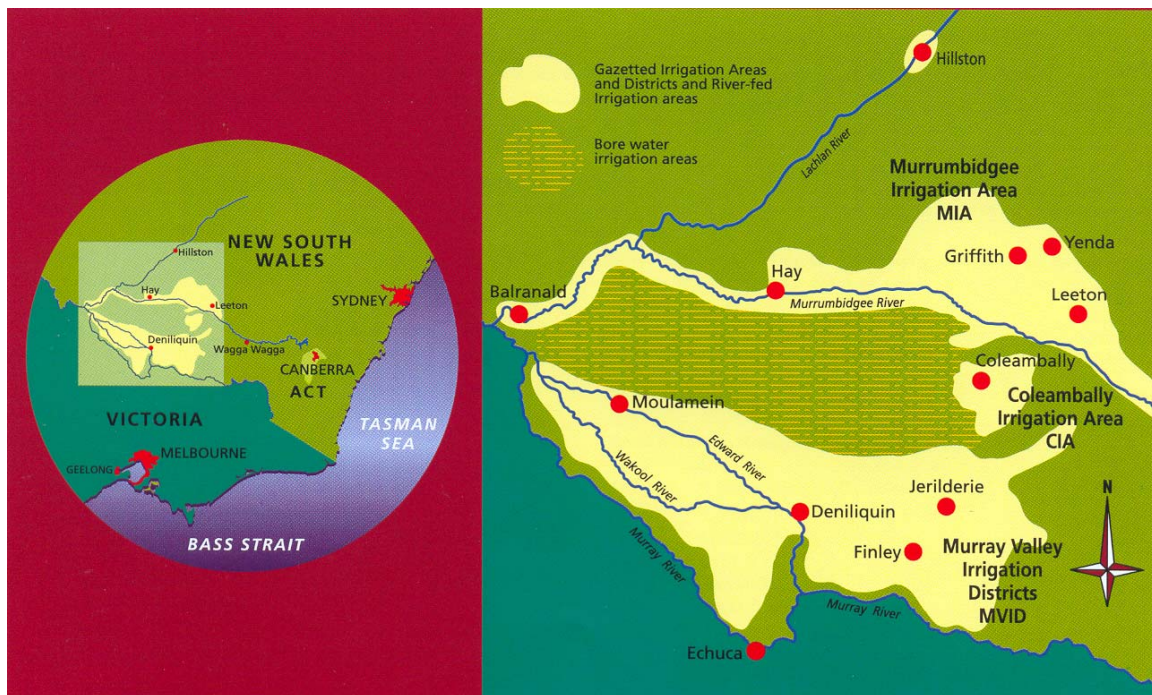 Hillston
NEW SOUTH
WALES
Hay
Leeton
SYDNEY
Deniliquin
Wagga Wagga
CANBERRA
ACT
VICTORIA
TASMAN
SEA
MELBOURNE
GEELONG
BASS STRAIT
Gazetted Irrigation Areas
and Districts and River-fed
Irrigation areas
Bore water
irrigation areas
Hillston
Lachlan River
Murrumbidgee
Irrigation Area
MIA
Yenda
Griffith
Hay
Leeton
Balranald
Murrumbidgee River
Coleambally
Coleambally
Irrigation Area
CIA
Moulamein
Edward River
Wakool River
Jerilderie
Deniliquin
N
Murray River
Finley
Murray Valley
Irrigation
Districts
MVID
Murray River
Echuca